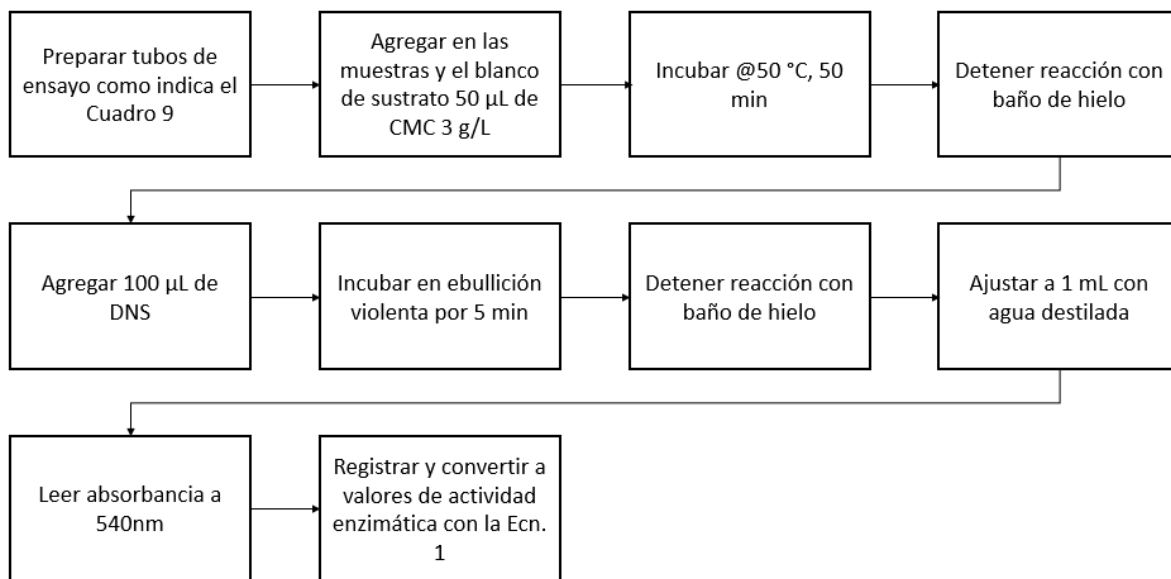 Preparar tubos de
ensayo como indica el
Cuadro 9
Agregar en las
muestras y el blanco
de sustrato 50 µL de
CMC 3 g/L
Incubar @50 °C, 50
min
Detener reacción con
baño de hielo
Agregar 100 µL de
DNS
Incubar en ebullición
violenta por 5 min
Detener reacción con
baño de hielo
Ajustar a 1 mL con
agua destilada
Leer absorbancia a
540nm
Registrar y convertir a
valores de actividad
enzimática con la Ecn.
1